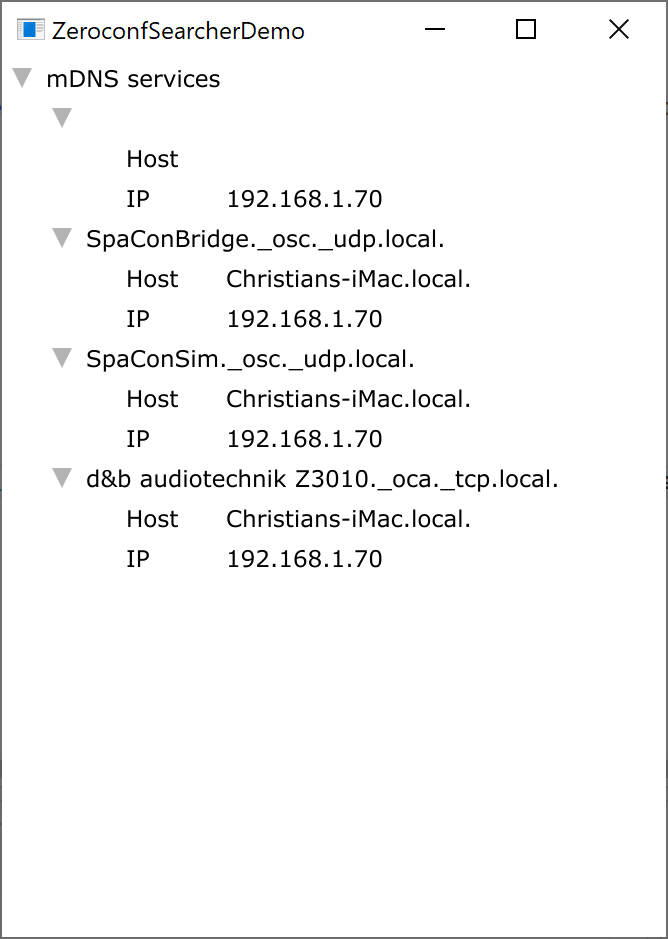 ZeroconfSearcherDemo
mDNS services
Host
IP 192.168.1.70
SpaConBridge._osc._udp.local.
Host Christians-iMac.local.
IP 192.168.1.70
SpaConSim._osc._udp.local.
Host Christians-iMac.local.
IP 192.168.1.70
d&b audiotechnik Z3010._oca._tcp.local.
Host Christians-iMac.local.
IP 192.168.1.70